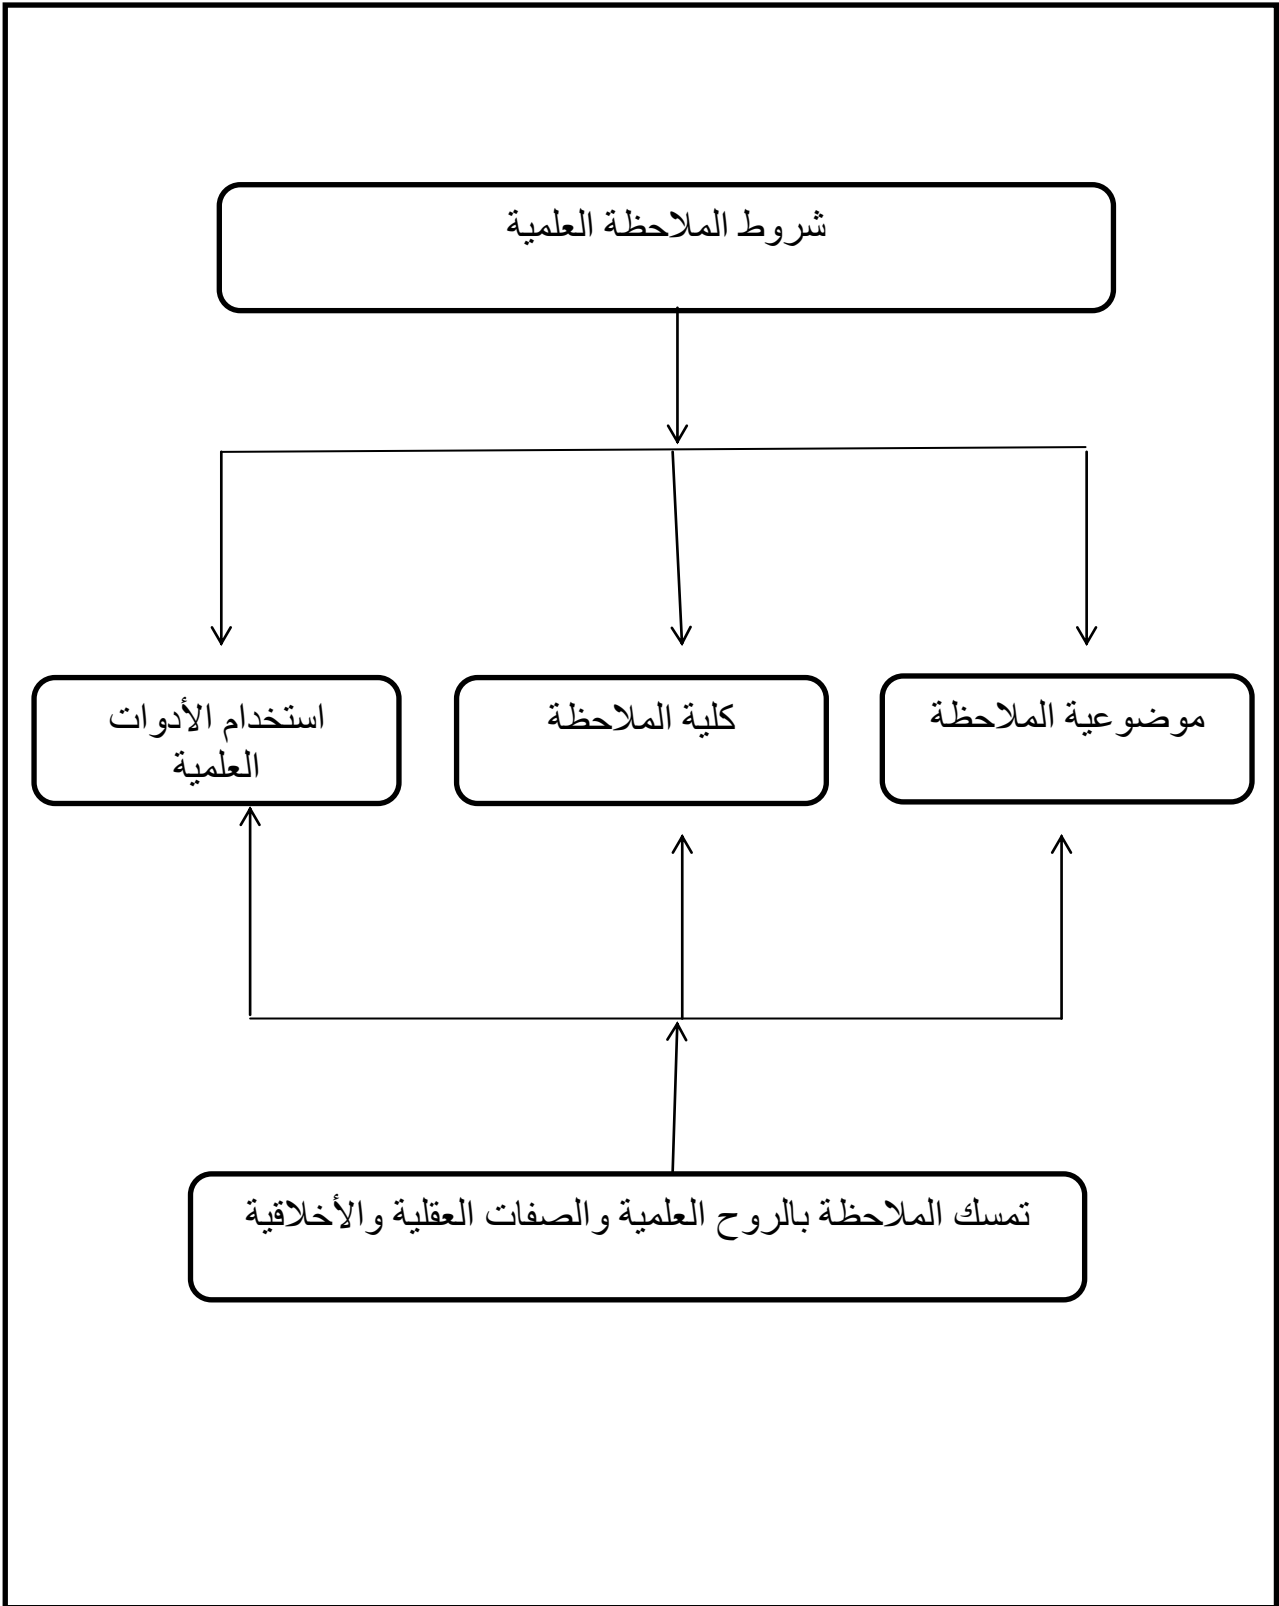 شروط الملاحظة العلمية
موضوعية الملاحظة
كلية الملاحظة
استخدام الأدوات
العلمية
تمسك الملاحظة بالروح العلمية والصفات العقلية والأخلاقية